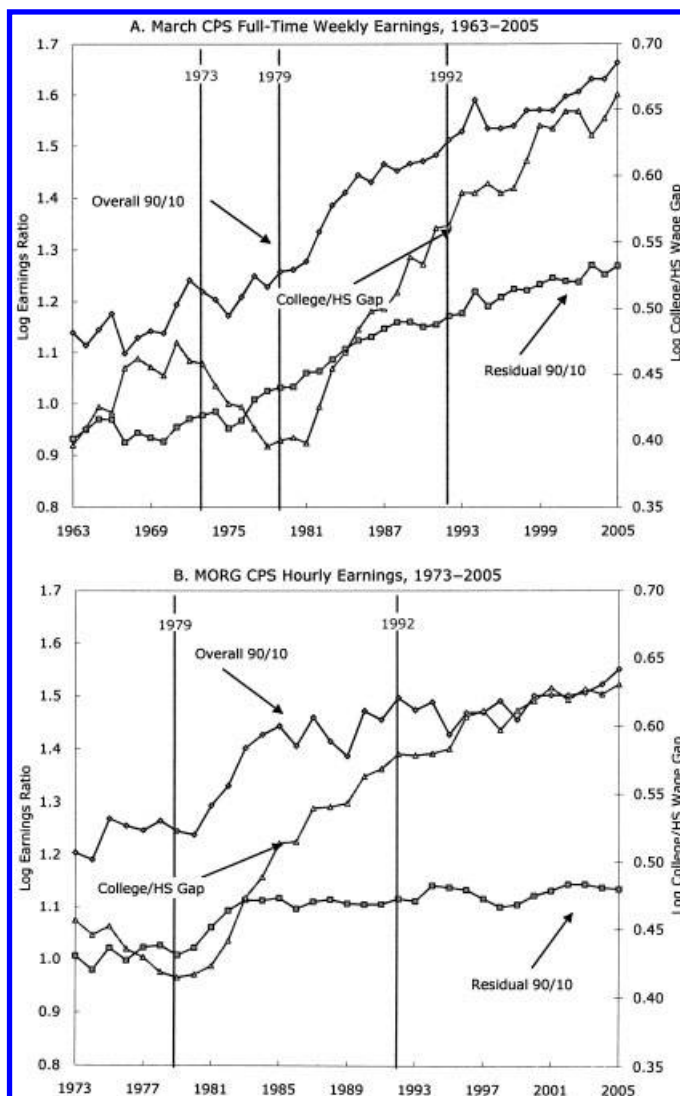 A. March CPS Full-Time Weekly Earnings, 1963–2005
1.7
1.6
1.5
1.4
1.3
1.2
1.1
1.0
0.9
0.8
Log Earnings Ratio
1973
1979
1992
Overall 90/10
College/HS Gap
Residual 90/10
0.70
0.65
0.60
0.55
0.50
0.45
0.40
0.35
Log College/HS Wage Gap
1963 1969 1975 1981 1987 1993 1999 2005
B. MORG CPS Hourly Earnings, 1973–2005
1.7
1.6
1.5
1.4
1.3
1.2
1.1
1.0
0.9
0.8
Log Earnings Ratio
1979
1992
Overall 90/10
College/HS Gap
Residual 90/10
0.70
0.65
0.60
0.55
0.50
0.45
0.40
0.35
Log College/HS Wage Gap
1973 1977 1981 1985 1989 1993 1997 2001 2005